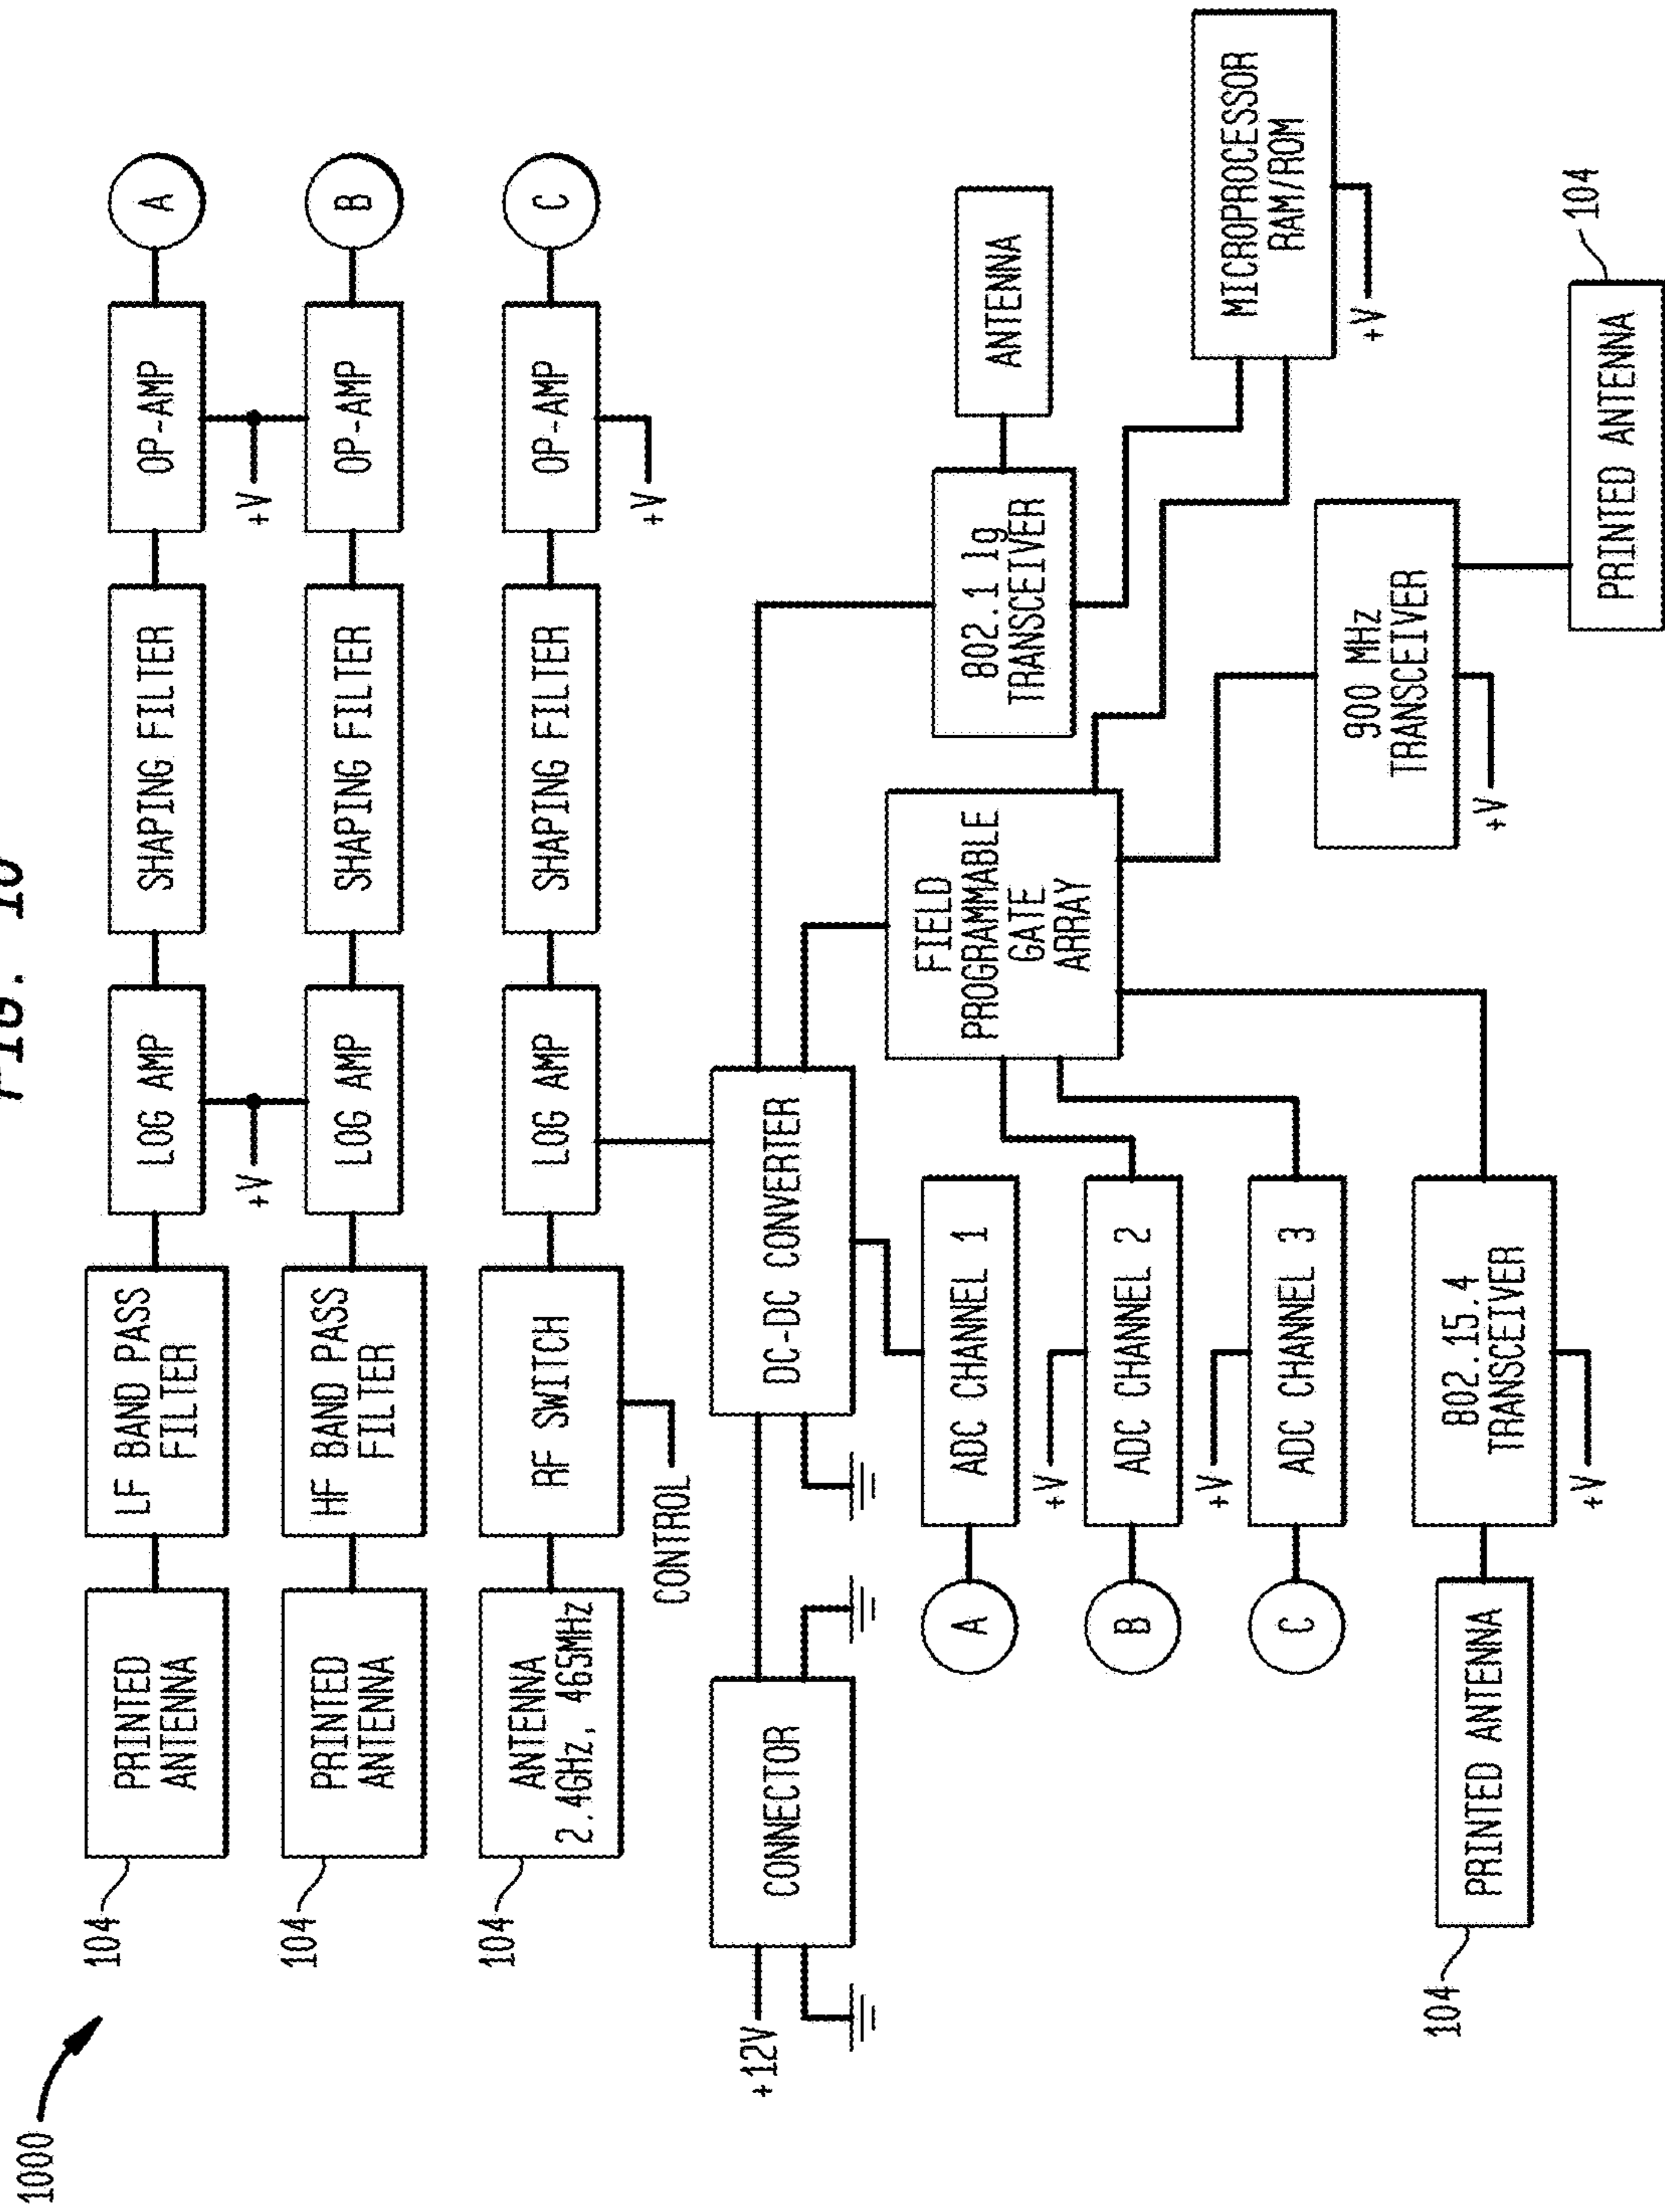 FIG. 10
1000
104
PRINTED
ANTENNA
LF BAND PASS
FILTER
LOG AMP
SHAPING FILTER
OP-AMP
A
+V
+V
104
PRINTED
ANTENNA
HF BAND PASS
FILTER
LOG AMP
SHAPING FILTER
OP-AMP
B
104
ANTENNA
2.4GHz, 465MHz
RF SWITCH
LOG AMP
SHAPING FILTER
OP-AMP
C
CONTROL
+V
+12V
CONNECTOR
DC-DC CONVERTER
802.1 1g
TRANSCEIVER
ANTENNA
A
ADC CHANNEL 1
FIELD
PROGRAMMABLE
GATE
ARRAY
+V
B
ADC CHANNEL 2
MICROPROCESSOR
RAM/ROM
+V
+V
C
ADC CHANNEL 3
900 MHz
TRANSCEIVER
+V
104
PRINTED ANTENNA
802.15.4
TRANSCEIVER
+V
104
PRINTED ANTENNA